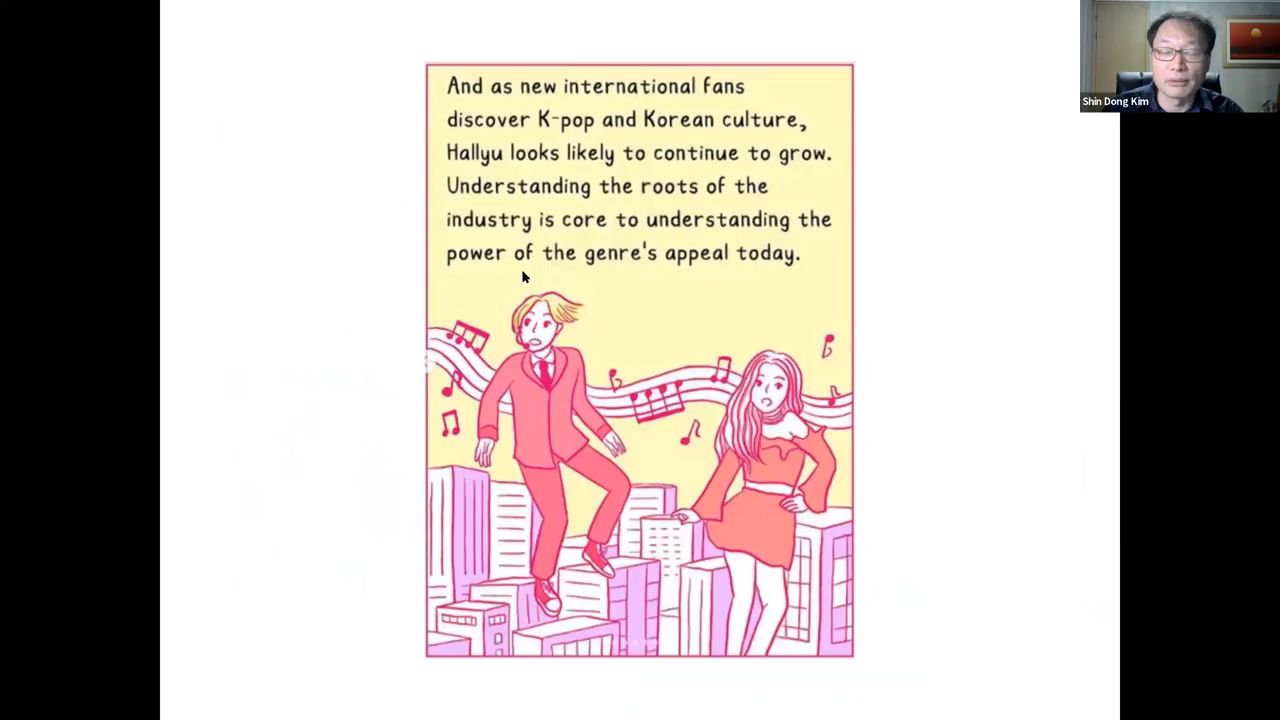 And as new international fans
discover K-pop and Korean culture,
Hallyu looks likely to continue to grow.
Understanding the roots of the
industry is core to understanding the
power of the genre's appeal today.
Shin Dong Kim